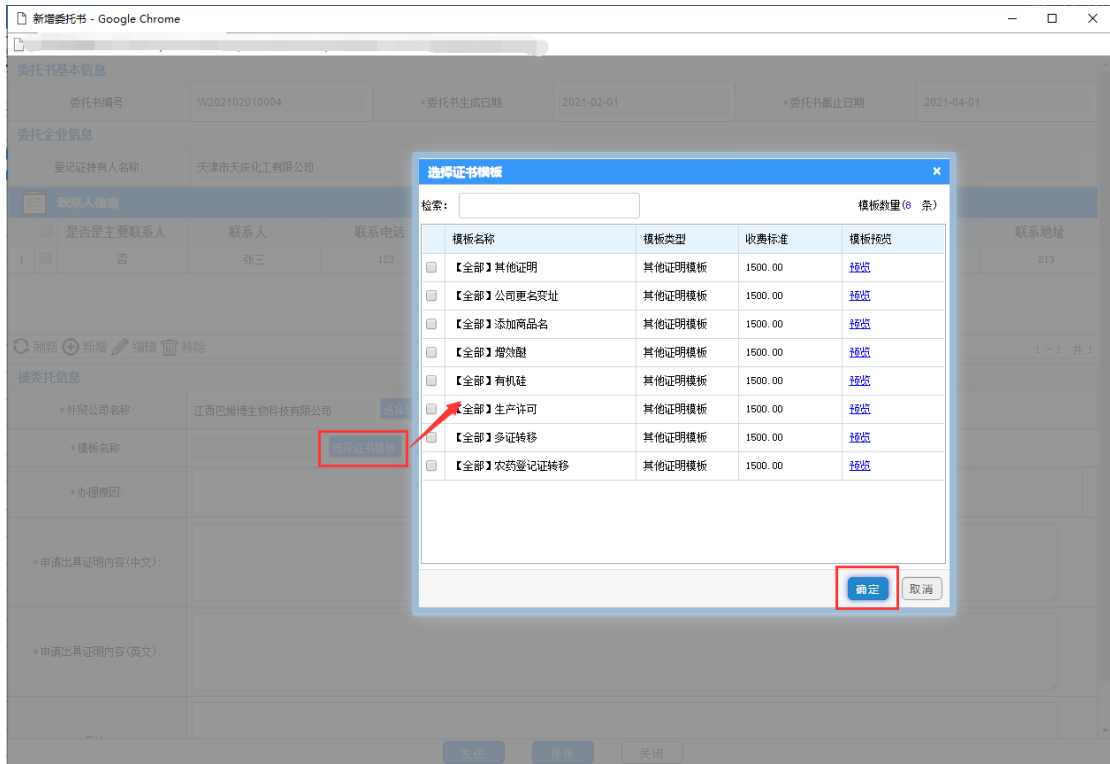 新增委托书 - Google Chrome
委托书基本信息
委托书编号: W202102010004 *委托书生成日期: 2021-02-01 *委托书截止日期: 2021-04-01
委托企业信息
登记证持有人名称: 天津市天庆化工有限公司
联系人信息
是否是主要联系人 联系人 联系电话 联系地址
1 否 张三 123 213
刷新 新增 编辑 移除 1 - 1 共 1
被委托信息
*外贸公司名称: 江西巴姆博生物科技有限公司 选择
*模板名称: 选择证书模板
*办理原因:
*申请出具证明内容(中文):
*申请出具证明内容(英文):
发送 保存 关闭
选择证书模板 ×
检索: 模板数量(8 条)
模板名称 模板类型 收费标准 模板预览
【全部】其他证明 其他证明模板 1500.00 预览
【全部】公司更名变址 其他证明模板 1500.00 预览
【全部】添加商品名 其他证明模板 1500.00 预览
【全部】增效醚 其他证明模板 1500.00 预览
【全部】有机硅 其他证明模板 1500.00 预览
【全部】生产许可 其他证明模板 1500.00 预览
【全部】多证转移 其他证明模板 1500.00 预览
【全部】农药登记证转移 其他证明模板 1500.00 预览
确定 取消